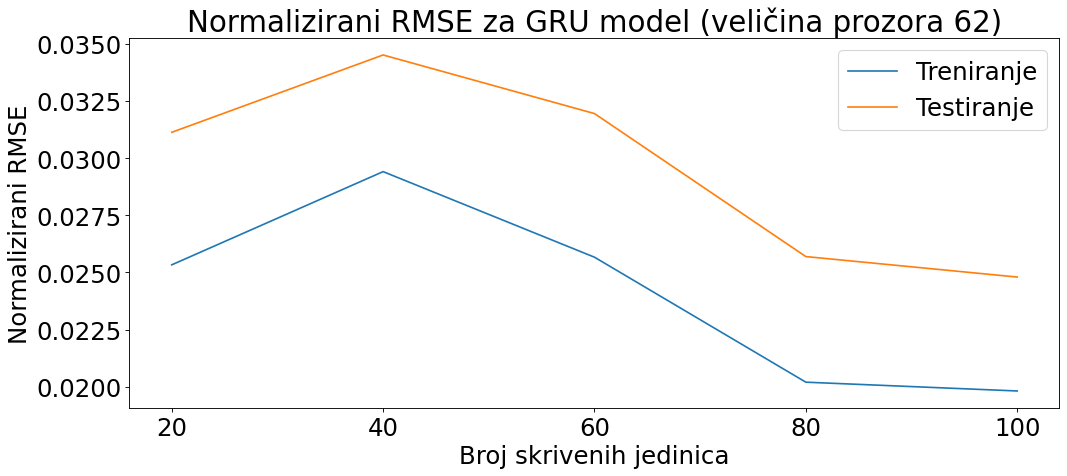 Normalizirani RMSE za GRU model (veličina prozora 62)
Normalizirani RMSE
0.0350
0.0325
0.0300
0.0275
0.0250
0.0225
0.0200
Treniranje
Testiranje
20 40 60 80 100
Broj skrivenih jedinica